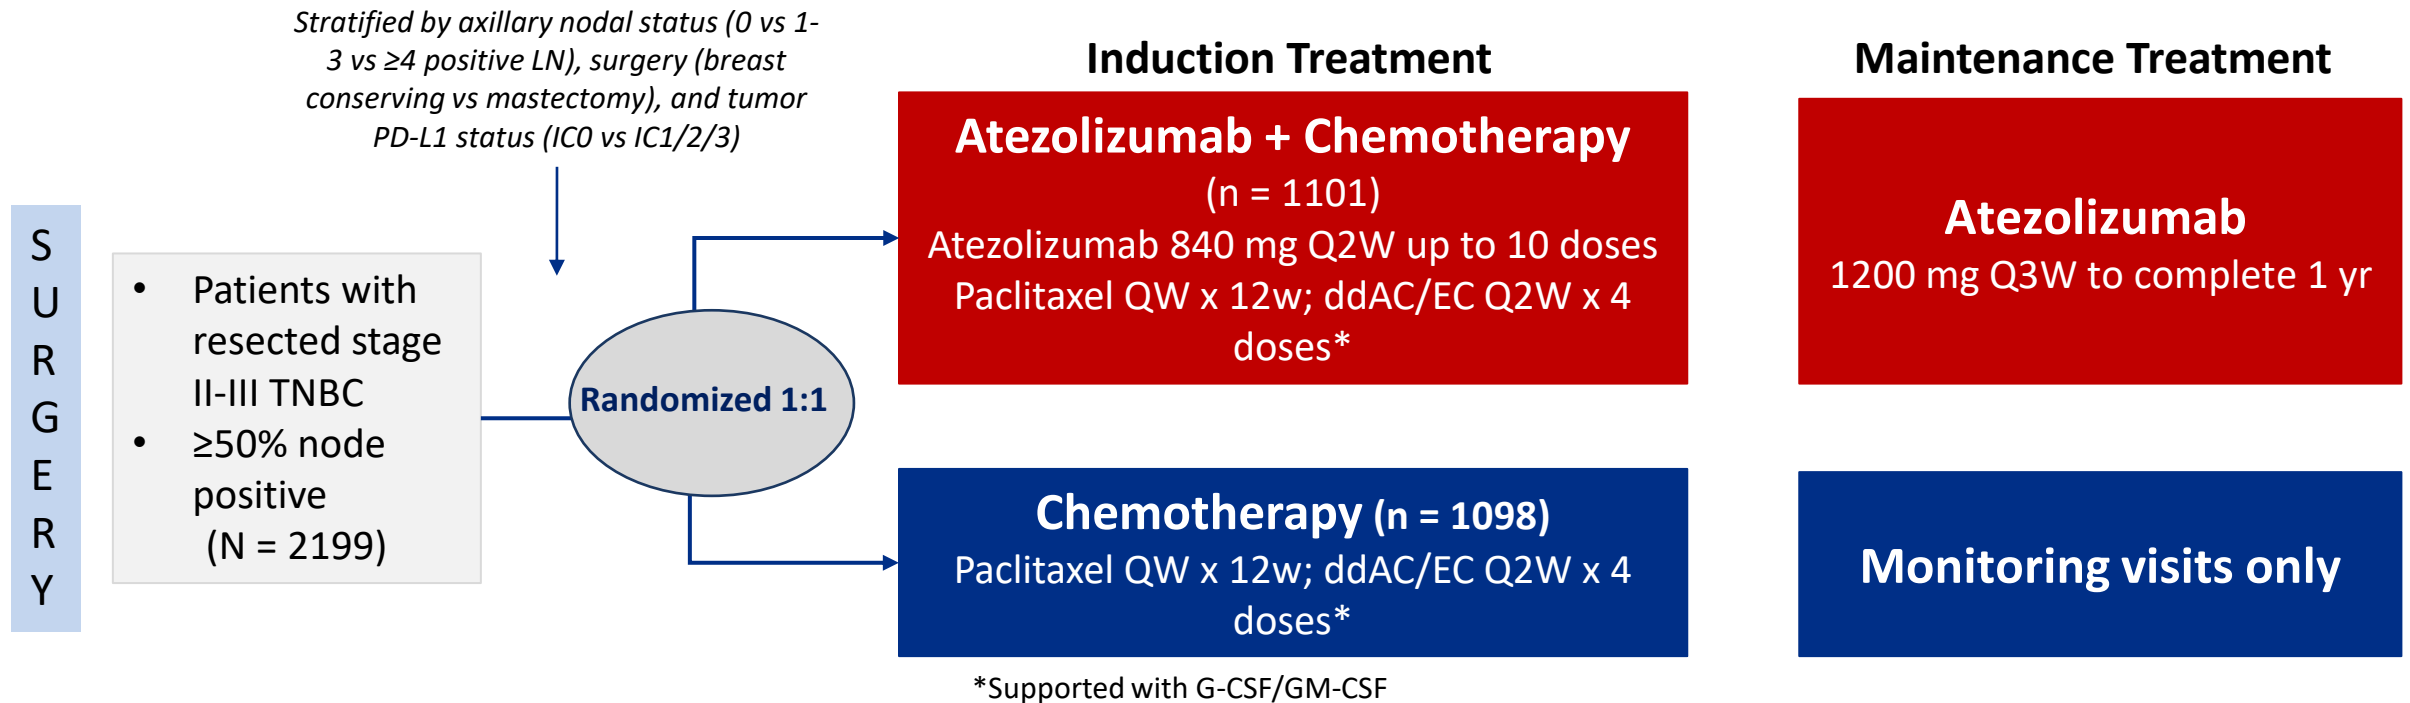 Stratified by axillary nodal status (0 vs 1-
3 vs ≥4 positive LN), surgery (breast
conserving vs mastectomy), and tumor
PD-L1 status (IC0 vs IC1/2/3)
S
U
R
G
E
R
Y
• Patients with
resected stage
II-III TNBC
• ≥50% node
positive
(N = 2199)
Randomized 1:1
Induction Treatment
Atezolizumab + Chemotherapy
(n = 1101)
Atezolizumab 840 mg Q2W up to 10 doses
Paclitaxel QW x 12w; ddAC/EC Q2W x 4
doses*
Chemotherapy (n = 1098)
Paclitaxel QW x 12w; ddAC/EC Q2W x 4
doses*
*Supported with G-CSF/GM-CSF
Maintenance Treatment
Atezolizumab
1200 mg Q3W to complete 1 yr
Monitoring visits only